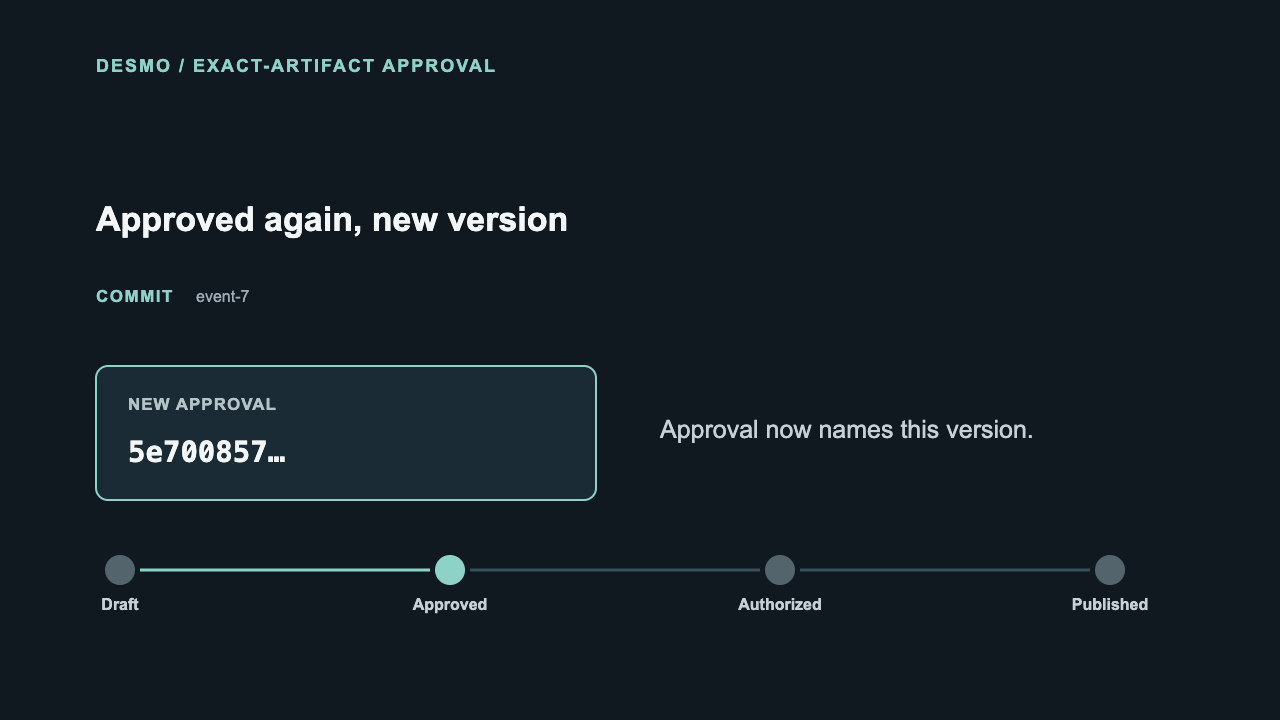 DESMO / EXACT-ARTIFACT APPROVAL
Approved again, new version
COMMIT event-7
NEW APPROVAL
5e700857…
Approval now names this version.
Draft Approved Authorized Published